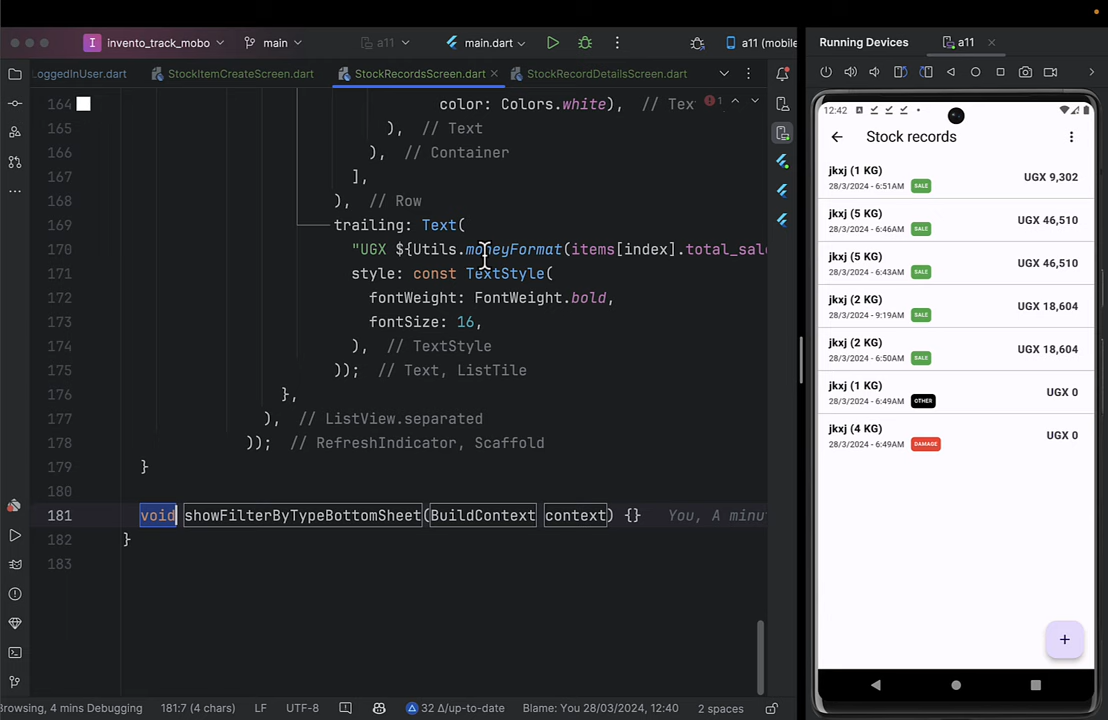 invento_track_mobo
main
a11
main.dart
a11 (mobile
Running Devices
a11
LoggedInUser.dart
StockItemCreateScreen.dart
StockRecordsScreen.dart
StockRecordDetailsScreen.dart
164 color: Colors.white), // Tex
1
165 ), // Text
166 ), // Container
167 ],
168 ), // Row
169 trailing: Text(
170 "UGX ${Utils.moneyFormat(items[index].total_sal
171 style: const TextStyle(
172 fontWeight: FontWeight.bold,
173 fontSize: 16,
174 ), // TextStyle
175 )); // Text, ListTile
176 },
177 ), // ListView.separated
178 )); // RefreshIndicator, Scaffold
179 }
180
181 void showFilterByTypeBottomSheet(BuildContext context) {} You, A minu
182 }
183
Browsing, 4 mins Debugging
181:7 (4 chars)
LF
UTF-8
32 Δ/up-to-date
Blame: You 28/03/2024, 12:40
2 spaces
12:42
Stock records
jkxj (1 KG)
28/3/2024 - 6:51AM SALE
UGX 9,302
jkxj (5 KG)
28/3/2024 - 6:46AM SALE
UGX 46,510
jkxj (5 KG)
28/3/2024 - 6:43AM SALE
UGX 46,510
jkxj (2 KG)
28/3/2024 - 9:19AM SALE
UGX 18,604
jkxj (2 KG)
28/3/2024 - 6:50AM SALE
UGX 18,604
jkxj (1 KG)
28/3/2024 - 6:49AM OTHER
UGX 0
jkxj (4 KG)
28/3/2024 - 6:49AM DAMAGE
UGX 0